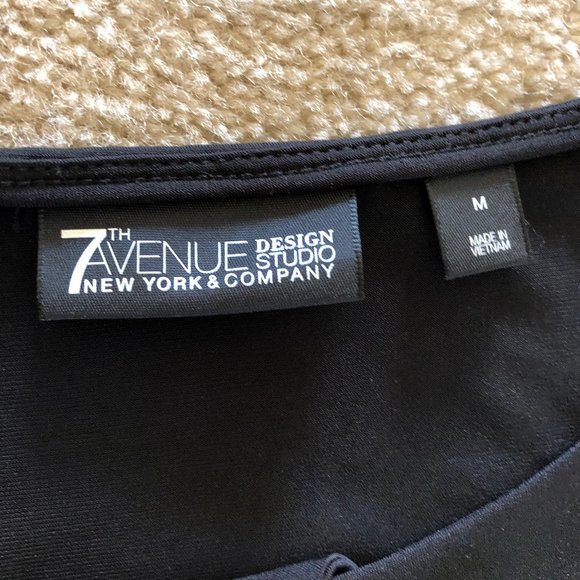 7TH AVENUE DESIGN STUDIO
NEW YORK & COMPANY
M
MADE IN
VIETNAM